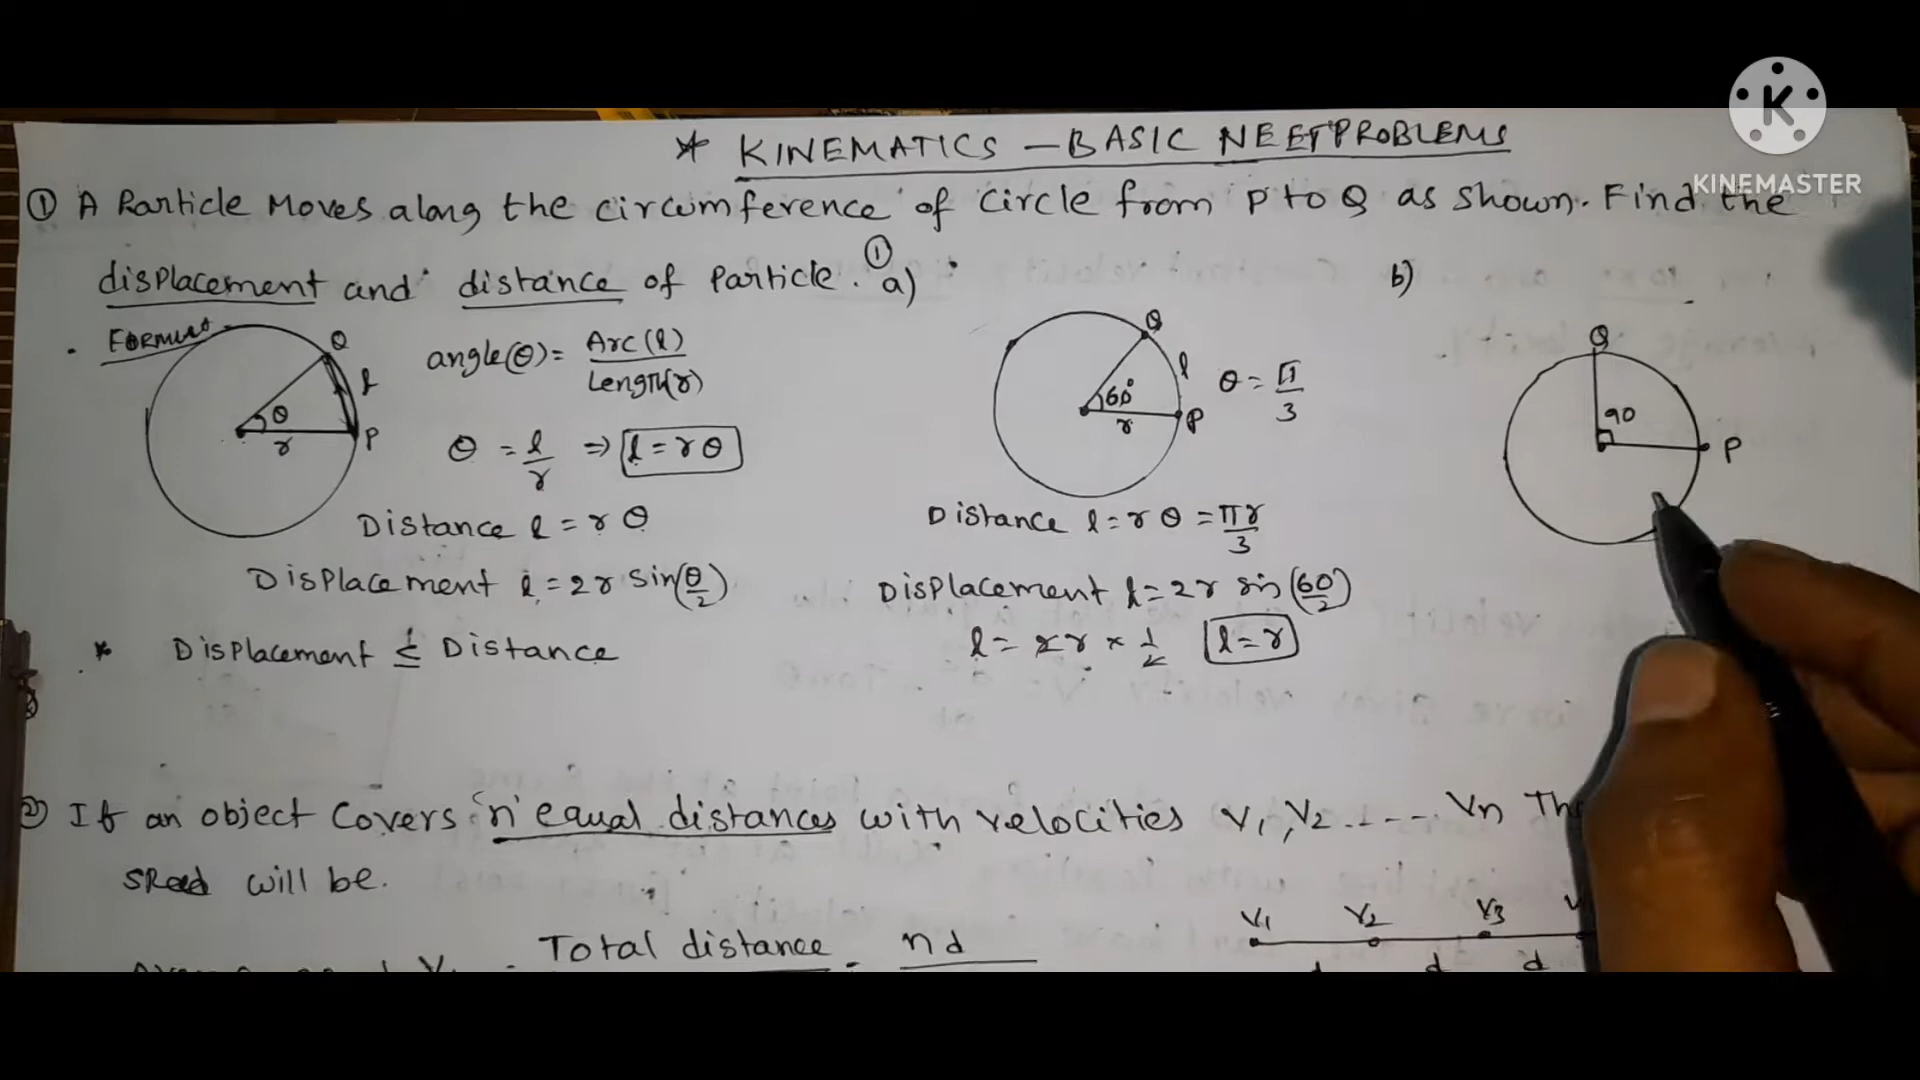 K
KINEMASTER
* KINEMATICS - BASIC NEET PROBLEMS
① A Particle Moves along the circumference of circle from P to Q as shown. Find the
displacement and distance of Particle. ① a)
b)
Formula
Q
θ
r
P
l
angle(θ) = Arc(l) / Length(r)
θ = l/r ⇒ l = rθ
Distance l = rθ
Displacement l = 2r sin(θ/2)
* Displacement ≤ Distance
Q
60°
r
P
l
θ = π/3
Distance l = rθ = πr/3
Displacement l = 2r sin(60/2)
l = 2r × 1/2 l = r
Q
90
P
② If an object covers 'n' equal distances with velocities V1, V2 ..... Vn
speed will be.
Total distance = nd
V1 V2 V3
d d d